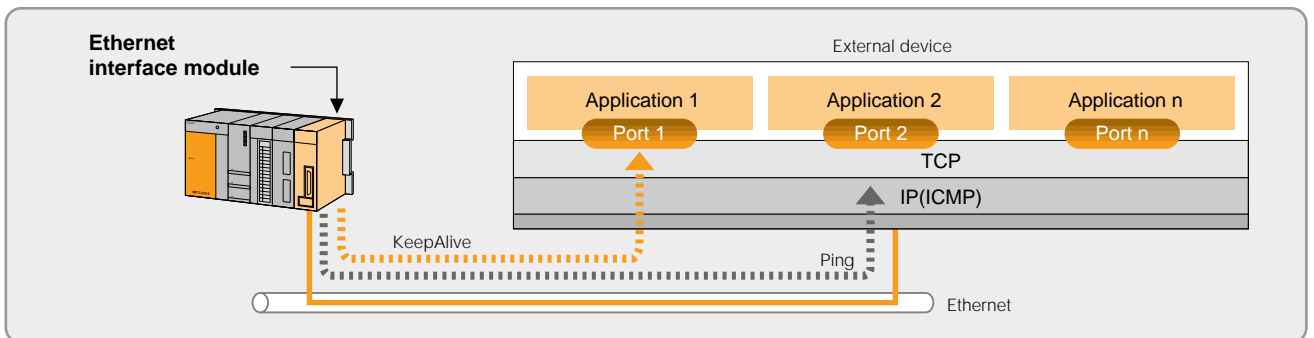 Ethernet
interface module
External device
Application 1
Application 2
Application n
Port 1
Port 2
Port n
TCP
IP(ICMP)
KeepAlive
Ping
Ethernet